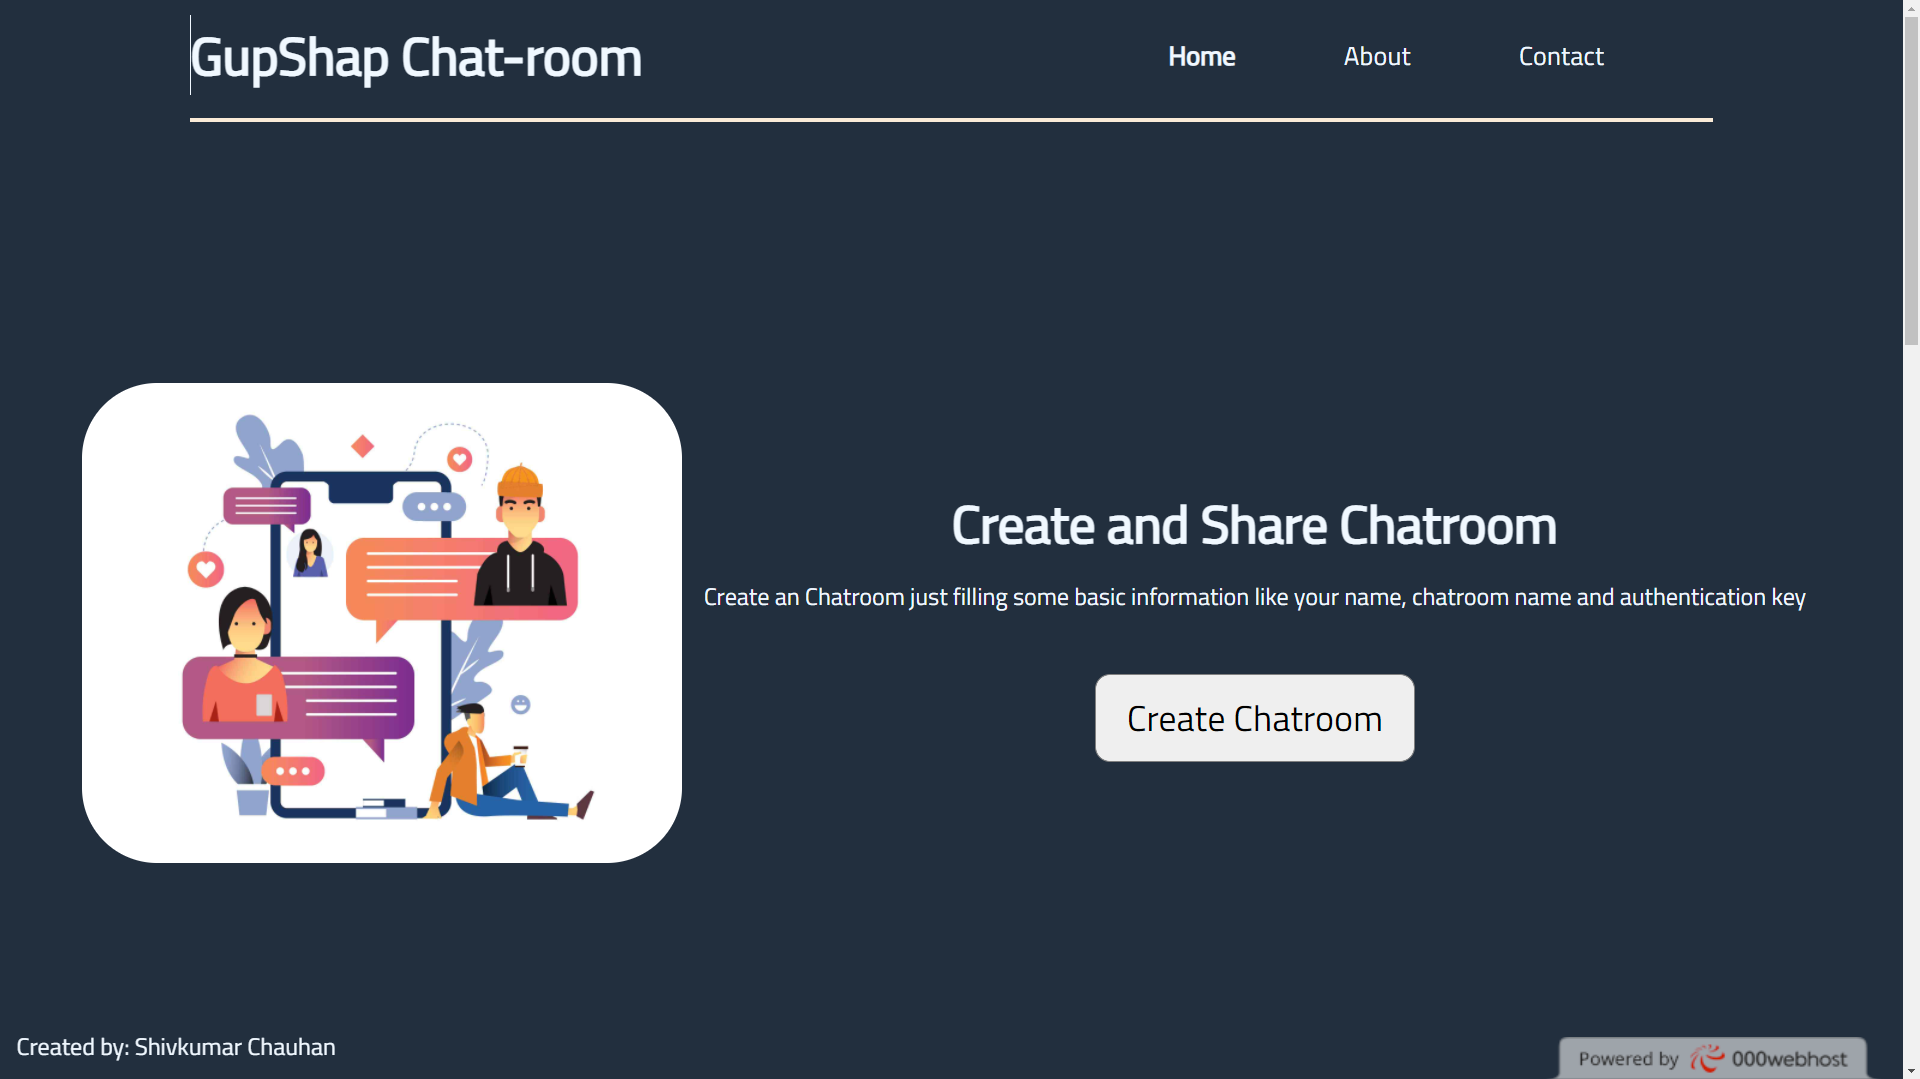 GupShap Chat-room
Home
About
Contact
Create and Share Chatroom
Create an Chatroom just filling some basic information like your name, chatroom name and authentication key
Create Chatroom
Created by: Shivkumar Chauhan
Powered by 000webhost